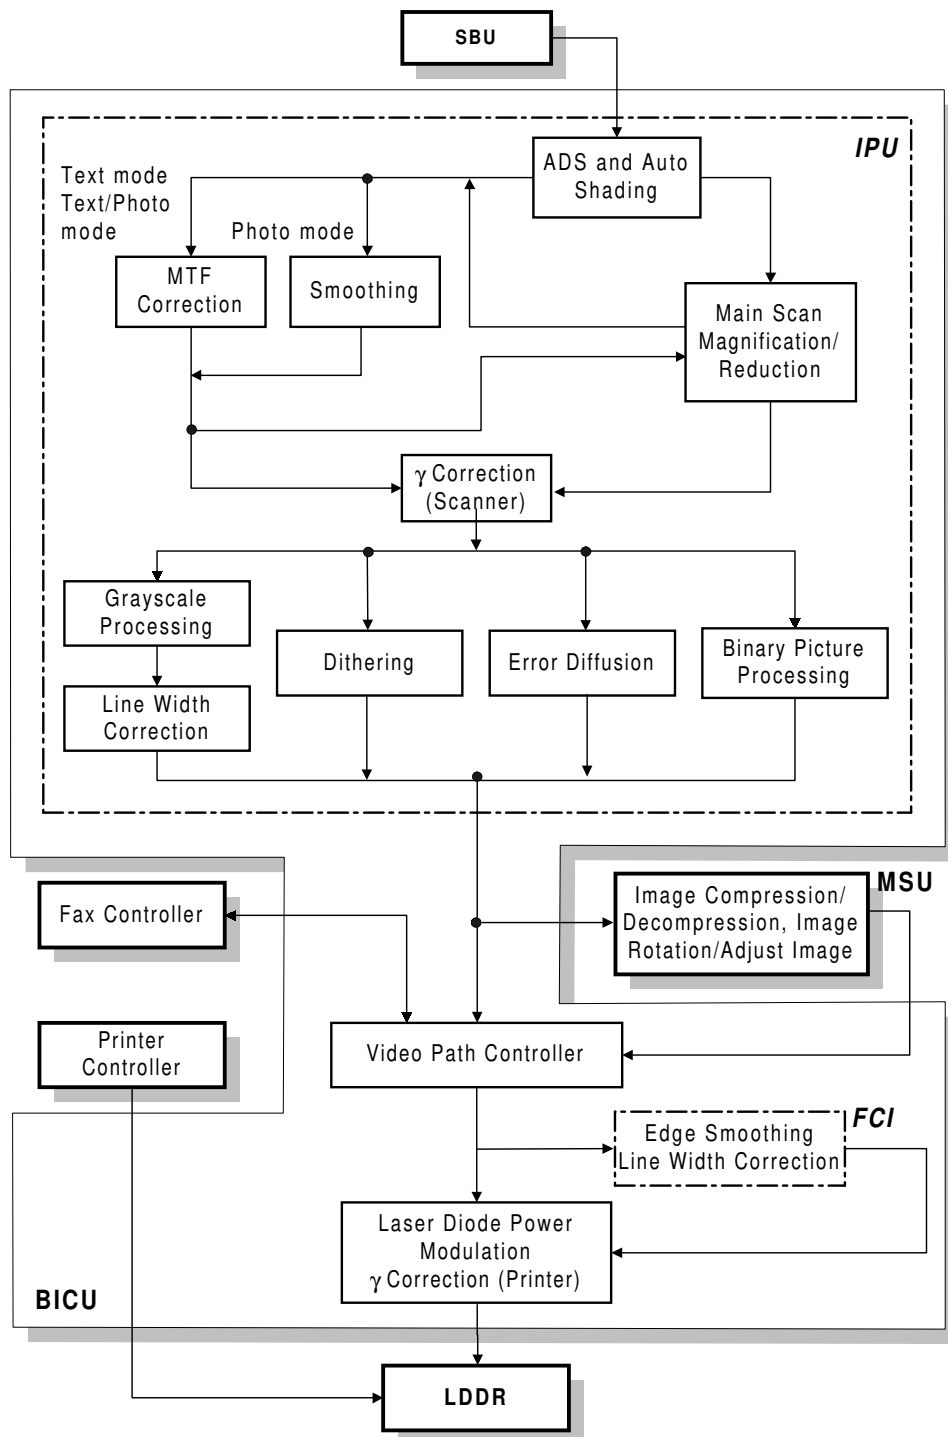 SBU
IPU
ADS and Auto
Shading
Text mode
Text/Photo
mode
Photo mode
MTF
Correction
Smoothing
Main Scan
Magnification/
Reduction
γ Correction
(Scanner)
Grayscale
Processing
Dithering
Error Diffusion
Binary Picture
Processing
Line Width
Correction
MSU
Fax Controller
Image Compression/
Decompression, Image
Rotation/Adjust Image
Printer
Controller
Video Path Controller
FCI
Edge Smoothing
Line Width Correction
Laser Diode Power
Modulation
γ Correction (Printer)
BICU
LDDR